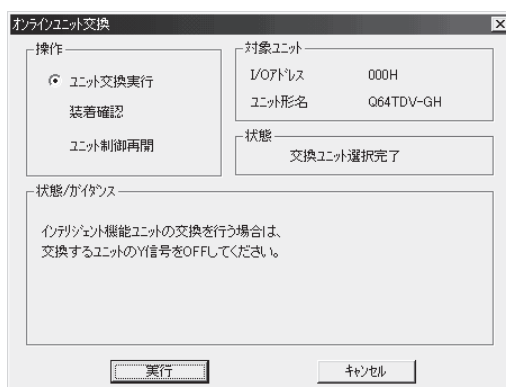 オンラインユニット交換
操作
ユニット交換実行
装着確認
ユニット制御再開
対象ユニット
I/Oアドレス 000H
ユニット形名 Q64TDV-GH
状態
交換ユニット選択完了
状態/ガイダンス
インテリジェント機能ユニットの交換を行う場合は、
交換するユニットのY信号をOFFしてください。
実行
キャンセル